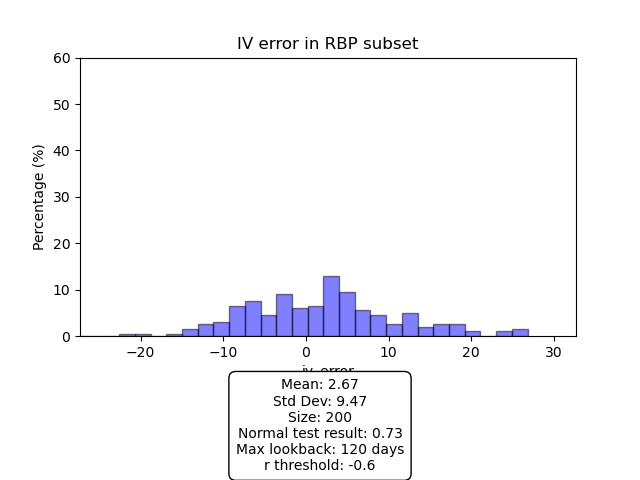 IV error in RBP subset
Percentage (%)
60
50
40
30
20
10
0
−20
−10
0
10
20
30
iv_error
Mean: 2.67
Std Dev: 9.47
Size: 200
Normal test result: 0.73
Max lookback: 120 days
r threshold: -0.6